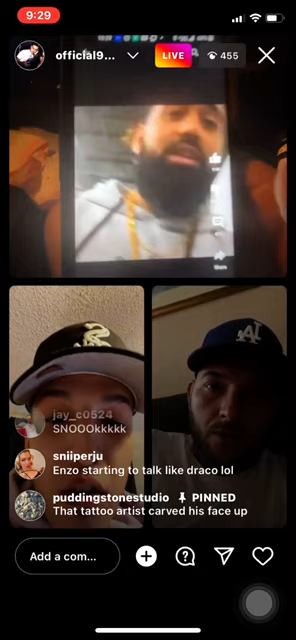 9:29
official9...
LIVE
455
jay_c0524
SNOOOkkkkk
sniiperju
Enzo starting to talk like draco lol
puddingstonestudio PINNED
That tattoo artist carved his face up
Add a com...